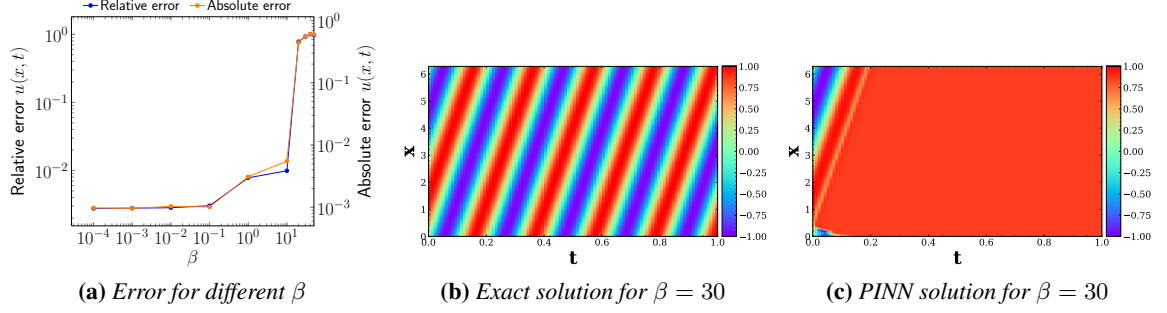 Relative error Absolute error
10^0
10^{-1}
10^{-2}
Relative error u(x, t)
10^0
10^{-1}
10^{-2}
10^{-3}
Absolute error u(x, t)
10^{-4} 10^{-3} 10^{-2} 10^{-1} 10^0 10^1
β
(a) Error for different β
6
5
4
3
2
1
0
x
0.0 0.2 0.4 0.6 0.8 1.0
t
1.00
0.75
0.50
0.25
0.00
−0.25
−0.50
−0.75
−1.00
(b) Exact solution for β = 30
6
5
4
3
2
1
0
x
0.0 0.2 0.4 0.6 0.8 1.0
t
1.00
0.75
0.50
0.25
0.00
−0.25
−0.50
−0.75
−1.00
(c) PINN solution for β = 30